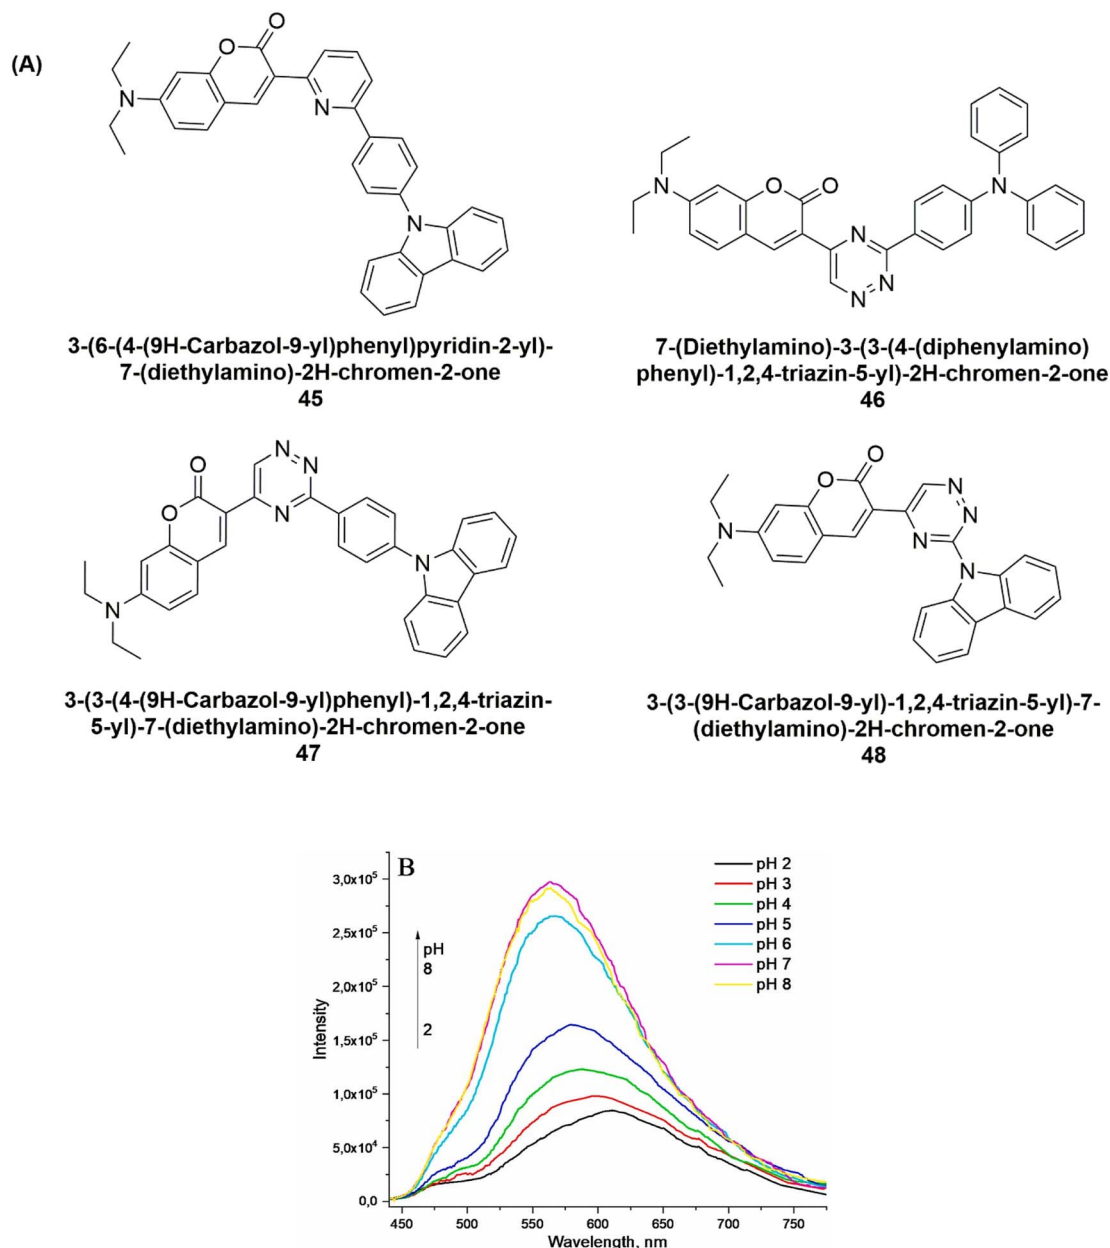 (A)
O
O
N
N
N
3-(6-(4-(9H-Carbazol-9-yl)phenyl)pyridin-2-yl)-
7-(diethylamino)-2H-chromen-2-one
45
N
O
O
N
N
N
N
7-(Diethylamino)-3-(3-(4-(diphenylamino)
phenyl)-1,2,4-triazin-5-yl)-2H-chromen-2-one
46
O
O
N
N
N
N
N
3-(3-(4-(9H-Carbazol-9-yl)phenyl)-1,2,4-triazin-
5-yl)-7-(diethylamino)-2H-chromen-2-one
47
O
O
N
N
N
N
N
3-(3-(9H-Carbazol-9-yl)-1,2,4-triazin-5-yl)-7-
(diethylamino)-2H-chromen-2-one
48
B
pH 2
pH 3
pH 4
pH 5
pH 6
pH 7
pH 8
pH
8
2
Intensity
3,0x10⁵
2,5x10⁵
2,0x10⁵
1,5x10⁵
1,0x10⁵
5,0x10⁴
0,0
450 500 550 600 650 700 750
Wavelength, nm